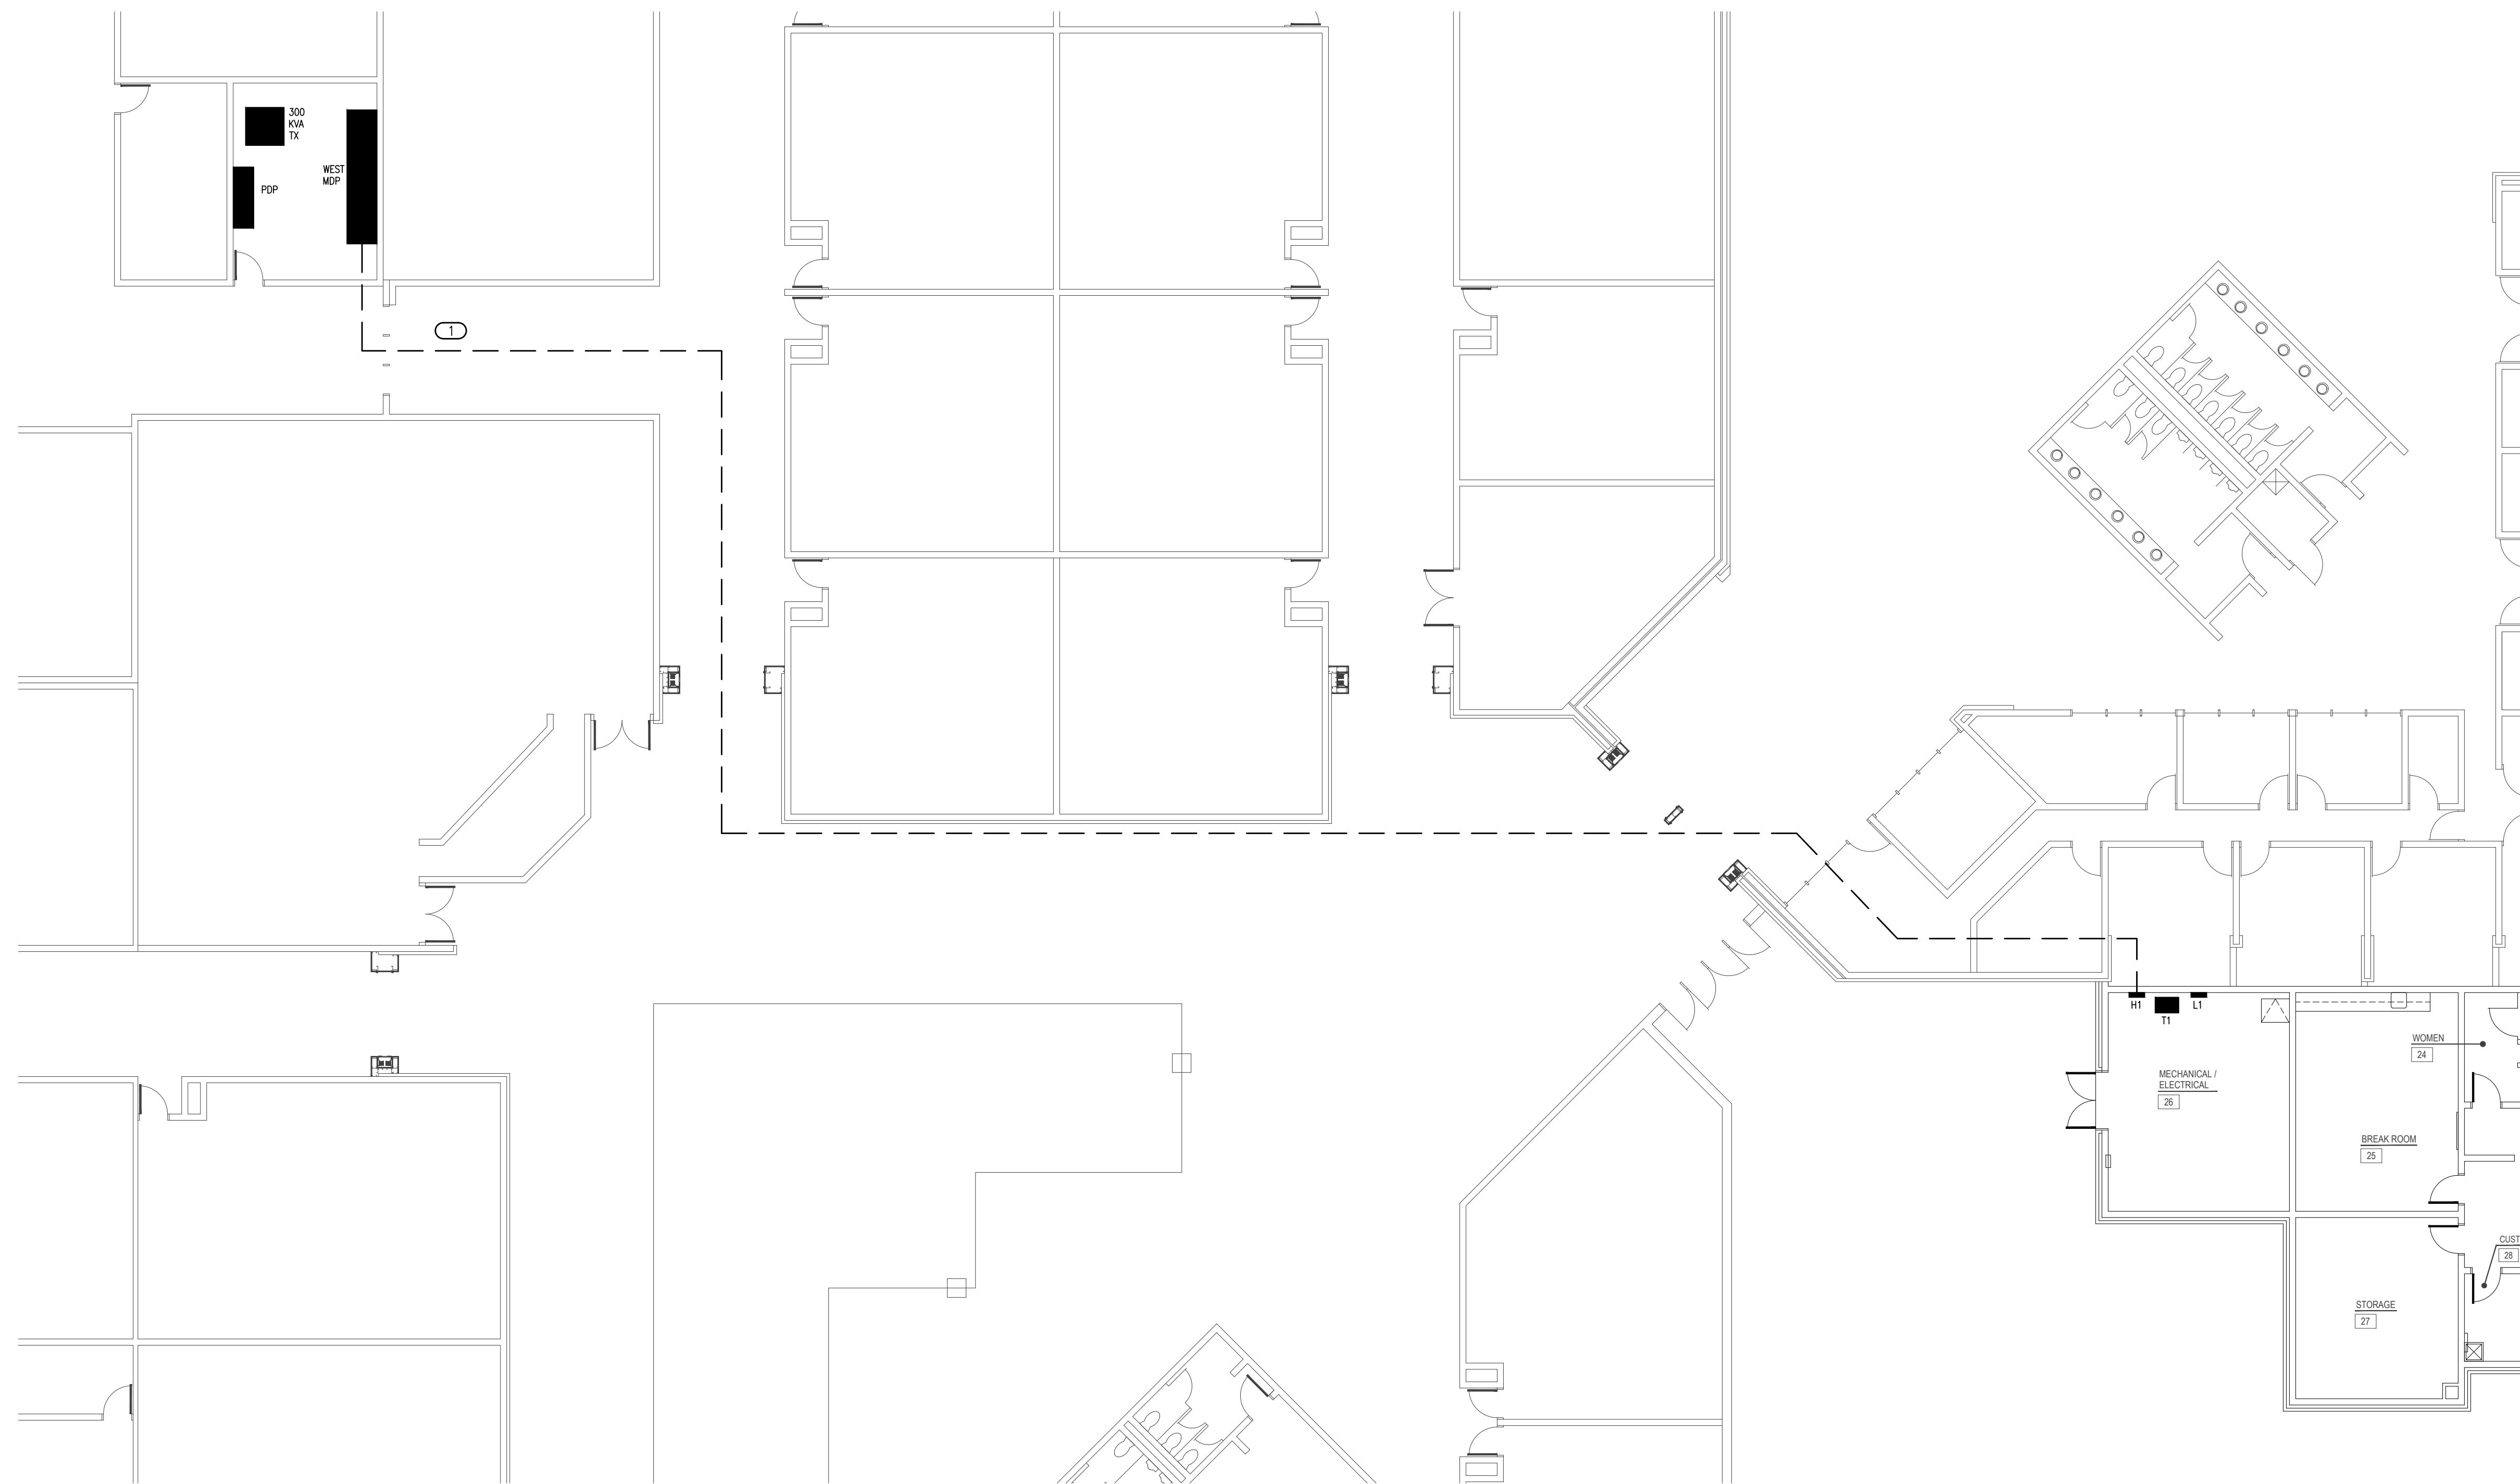 300
KVA
TX
WEST
MDP
PDP
1
H1
T1
L1
WOMEN
24
MECHANICAL /
ELECTRICAL
26
BREAK ROOM
25
CUST
28
STORAGE
27